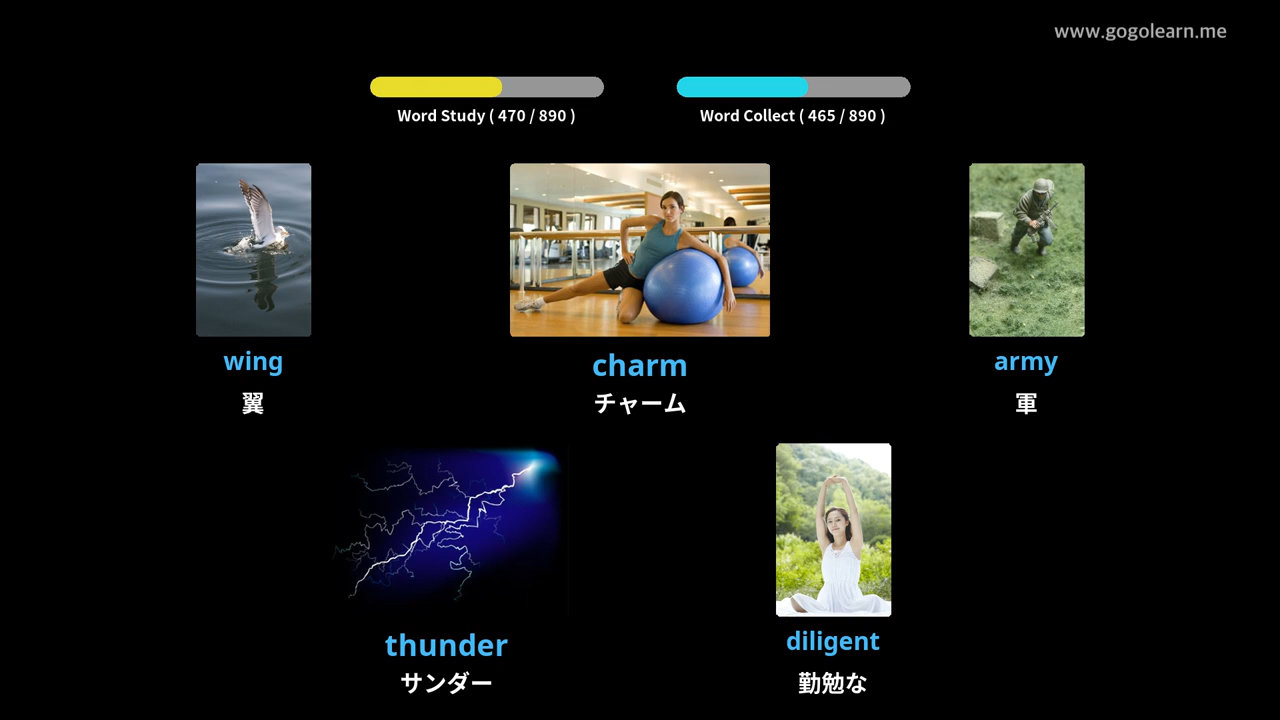 www.gogolearn.me
Word Study ( 470 / 890 )
Word Collect ( 465 / 890 )
wing
翼
charm
チャーム
army
軍
thunder
サンダー
diligent
勤勉な